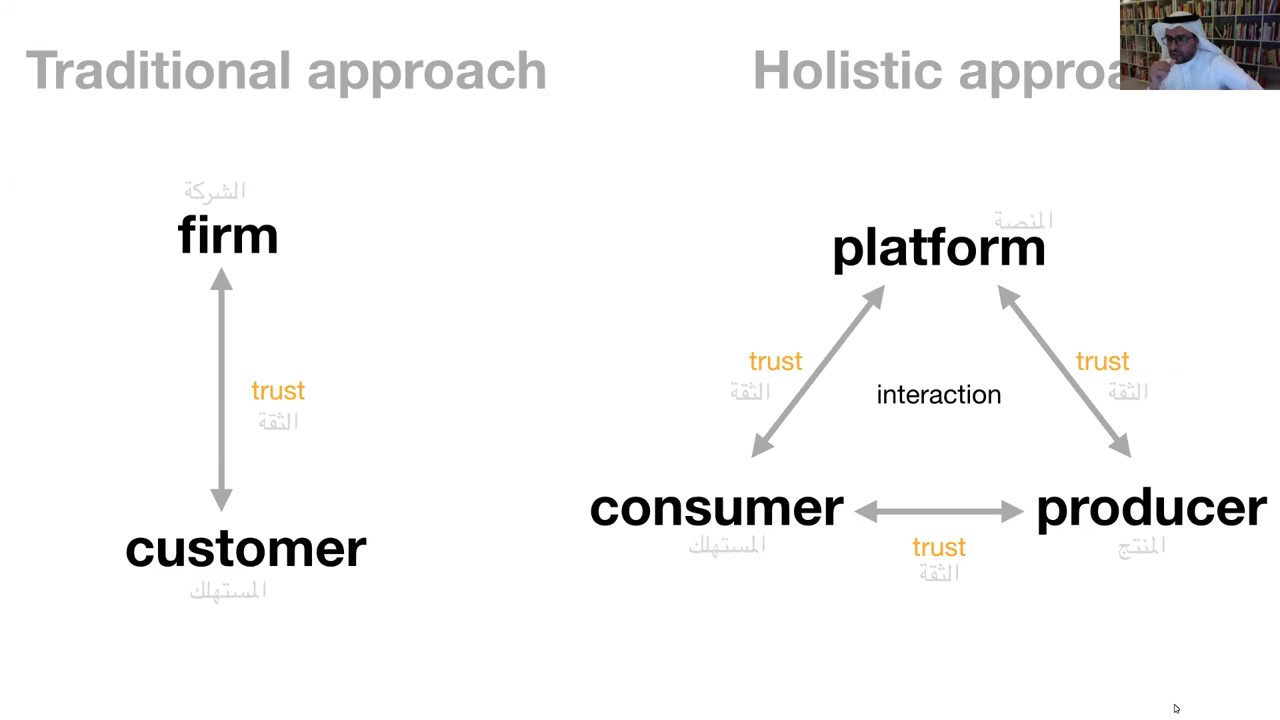 Traditional approach
الشركة
firm
trust
الثقة
customer
المستهلك
Holistic approa
المنصة
platform
trust
الثقة
interaction
trust
الثقة
consumer
المستهلك
trust
الثقة
producer
المنتج